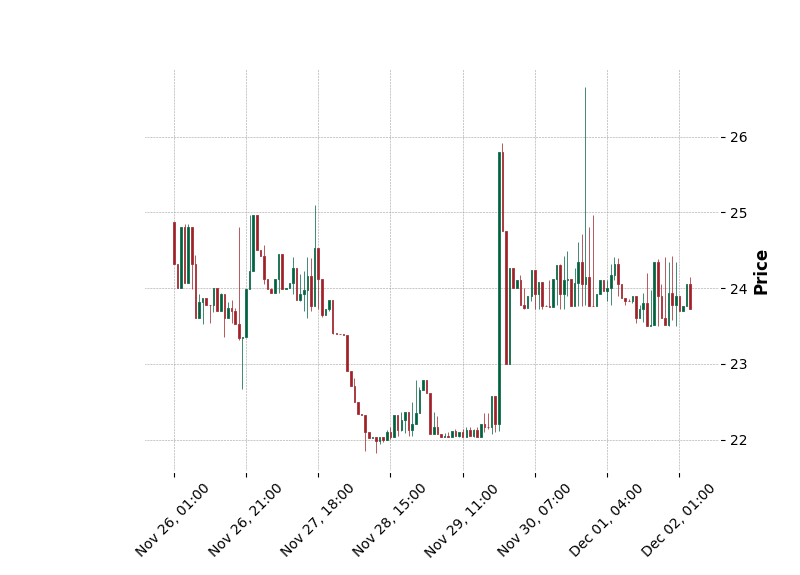 26
25
24
23
22
Price
Nov 26, 01:00
Nov 26, 21:00
Nov 27, 18:00
Nov 28, 15:00
Nov 29, 11:00
Nov 30, 07:00
Dec 01, 04:00
Dec 02, 01:00